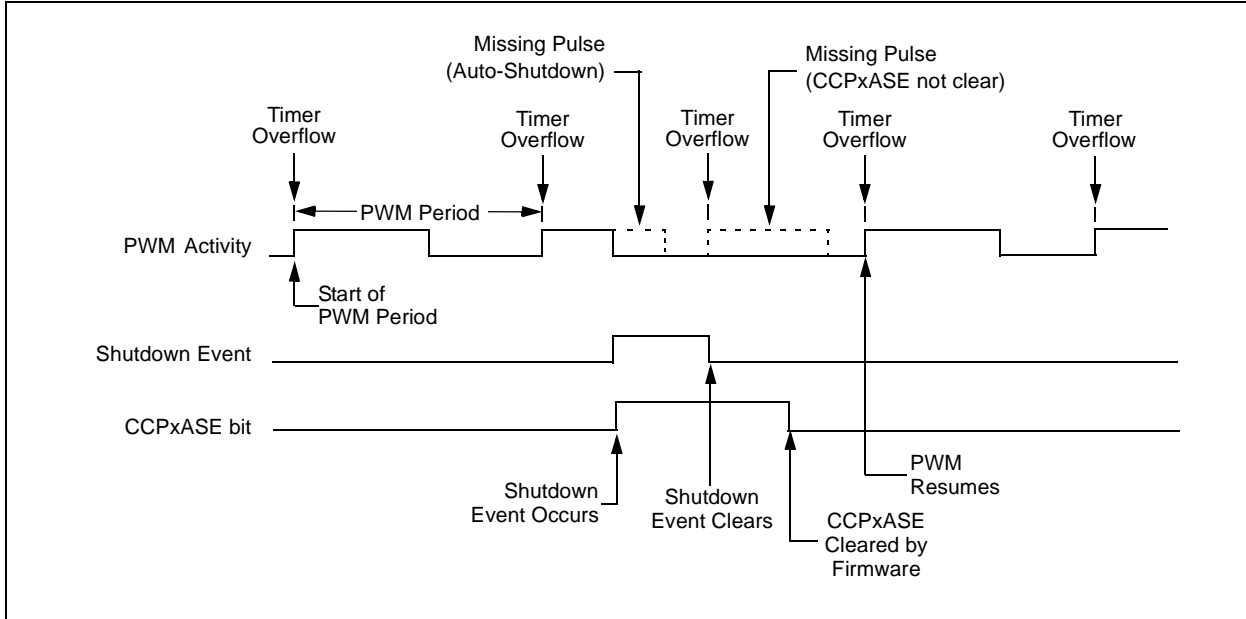 Missing Pulse
(Auto-Shutdown)
Missing Pulse
(CCPxASE not clear)
Timer
Overflow
Timer
Overflow
Timer
Overflow
Timer
Overflow
Timer
Overflow
PWM Period
PWM Activity
Start of
PWM Period
Shutdown Event
CCPxASE bit
Shutdown
Event Occurs
Shutdown
Event Clears
CCPxASE
Cleared by
Firmware
PWM
Resumes